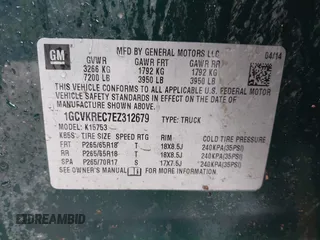 GM
MFD BY GENERAL MOTORS LLC
04/14
GVWR GAWR FRT GAWR RR
3266 KG 1792 KG 1792 KG
7200 LB 3950 LB 3950 LB
THIS VEHICLE CONFORMS TO ALL APPLICABLE U.S. FEDERAL MOTOR
VEHICLE SAFETY STANDARDS IN EFFECT ON THE DATE OF
MANUFACTURE SHOWN ABOVE.
1GCVKREC7EZ312679 TYPE: TRUCK
MODEL: K15753
TIRE SIZE SPEED RTG RIM COLD TIRE PRESSURE
FRT P265/65R18 T 18X8.5J 240KPA(35PSI)
RR P265/65R18 T 18X8.5J 240KPA(35PSI)
SPA P265/70R17 S 17X7.5J 240KPA(35PSI)
SEE OWNER'S MANUAL FOR MORE INFORMATION.
DREAMBID